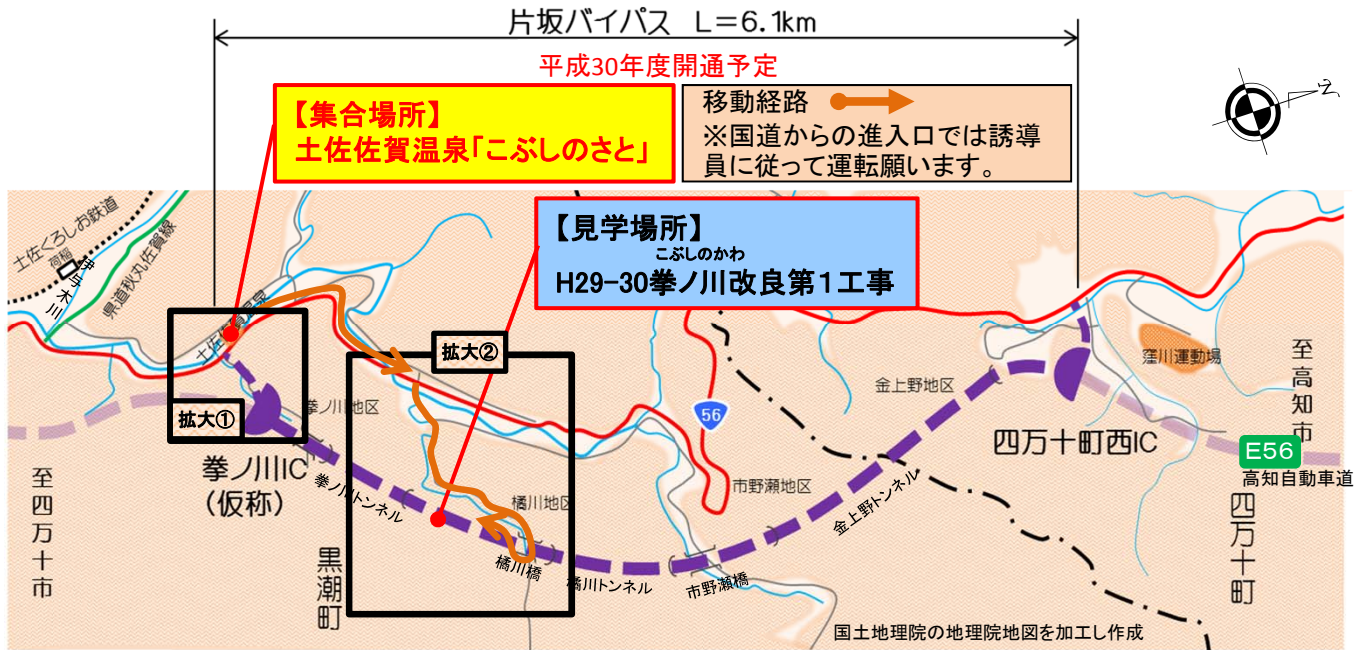 片坂バイパス L=6.1km
平成30年度開通予定
【集合場所】
土佐佐賀温泉「こぶしのさと」
移動経路
※国道からの進入口では誘導
員に従って運転願います。
N
【見学場所】
こぶしのかわ
H29-30拳ノ川改良第1工事
土佐くろしお鉄道
荷稲
伊与木川
県道秋丸佐賀線
土佐佐賀温泉
拡大①
拡大②
拳ノ川地区
拳ノ川IC
(仮称)
拳ノ川トンネル
橘川地区
橘川橋
橘川トンネル
市野瀬橋
市野瀬地区
56
金上野地区
金上野トンネル
四万十町西IC
窪川運動場
至高知市
E56
高知自動車道
至四万十市
黒潮町
四万十町
国土地理院の地理院地図を加工し作成